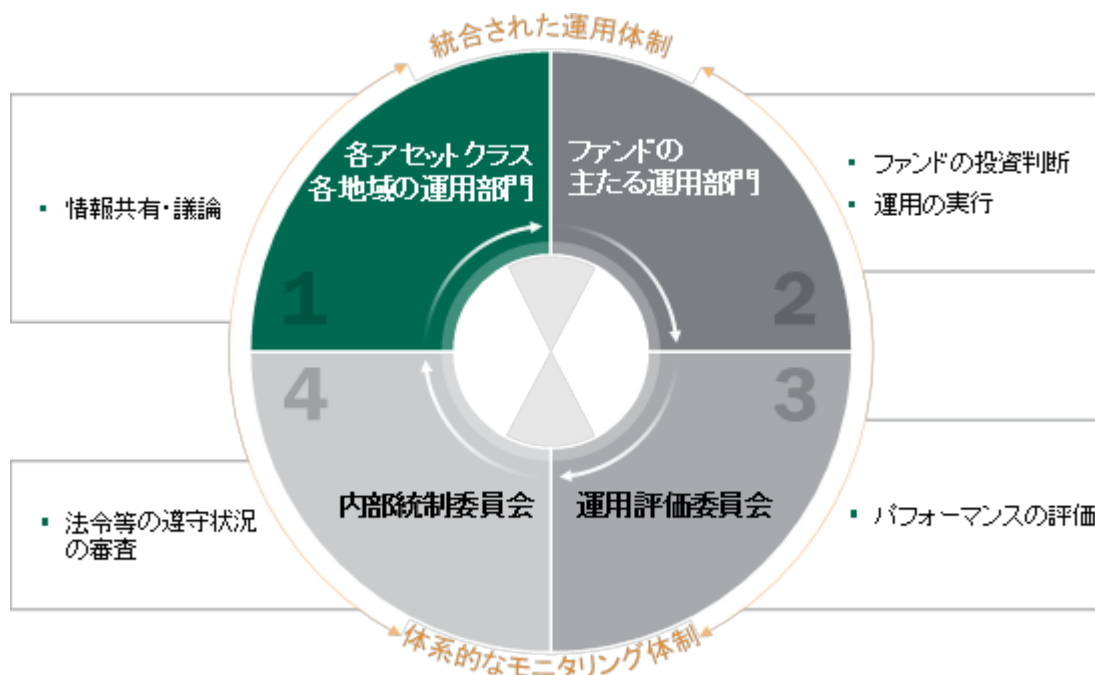 統合された運用体制
各アセットクラス
各地域の運用部門
1
▪ 情報共有・議論
ファンドの
主たる運用部門
2
▪ ファンドの投資判断
▪ 運用の実行
3
運用評価委員会
▪ パフォーマンスの評価
4
内部統制委員会
▪ 法令等の遵守状況
の審査
体系的なモニタリング体制